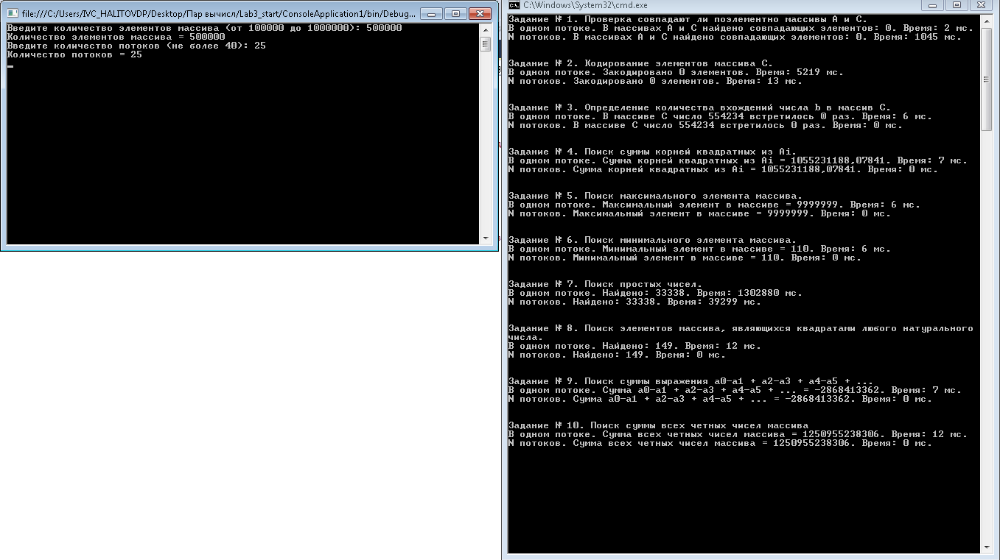 file:///C:/Users/IVC_HALITOVDP/Desktop/Пар вычисл/Lab3_start/ConsoleApplication1/bin/Debug...
Введите количество элементов массива (от 100000 до 1000000): 500000
Количество элементов массива = 500000
Введите количество потоков (не более 40): 25
Количество потоков = 25
C:\Windows\System32\cmd.exe
Задание № 1. Проверка совпадают ли поэлементно массивы A и C.
В одном потоке. В массивах A и C найдено совпадающих элементов: 0. Время: 2 мс.
N потоков. В массивах A и C найдено совпадающих элементов: 0. Время: 1045 мс.
Задание № 2. Кодирование элементов массива C.
В одном потоке. Закодировано 0 элементов. Время: 5219 мс.
N потоков. Закодировано 0 элементов. Время: 13 мс.
Задание № 3. Определение количества вхождений числа b в массив C.
В одном потоке. В массиве C число 554234 встретилось 0 раз. Время: 6 мс.
N потоков. В массиве C число 554234 встретилось 0 раз. Время: 0 мс.
Задание № 4. Поиск суммы корней квадратных из Ai.
В одном потоке. Сумма корней квадратных из Ai = 1055231188,07841. Время: 7 мс.
N потоков. Сумма корней квадратных из Ai = 1055231188,07841. Время: 0 мс.
Задание № 5. Поиск максимального элемента массива.
В одном потоке. Максимальный элемент в массиве = 9999999. Время: 6 мс.
N потоков. Максимальный элемент в массиве = 9999999. Время: 0 мс.
Задание № 6. Поиск минимального элемента массива.
В одном потоке. Минимальный элемент в массиве = 110. Время: 6 мс.
N потоков. Минимальный элемент в массиве = 110. Время: 0 мс.
Задание № 7. Поиск простых чисел.
В одном потоке. Найдено: 33338. Время: 1302880 мс.
N потоков. Найдено: 33338. Время: 39299 мс.
Задание № 8. Поиск элементов массива, являющихся квадратами любого натурального
числа.
В одном потоке. Найдено: 149. Время: 12 мс.
N потоков. Найдено: 149. Время: 0 мс.
Задание № 9. Поиск суммы выражения a0-a1 + a2-a3 + a4-a5 + ...
В одном потоке. Сумма a0-a1 + a2-a3 + a4-a5 + ... = -2868413362. Время: 7 мс.
N потоков. Сумма a0-a1 + a2-a3 + a4-a5 + ... = -2868413362. Время: 0 мс.
Задание № 10. Поиск суммы всех четных чисел массива
В одном потоке. Сумма всех четных чисел массива = 1250955238306. Время: 12 мс.
N потоков. Сумма всех четных чисел массива = 1250955238306. Время: 0 мс.